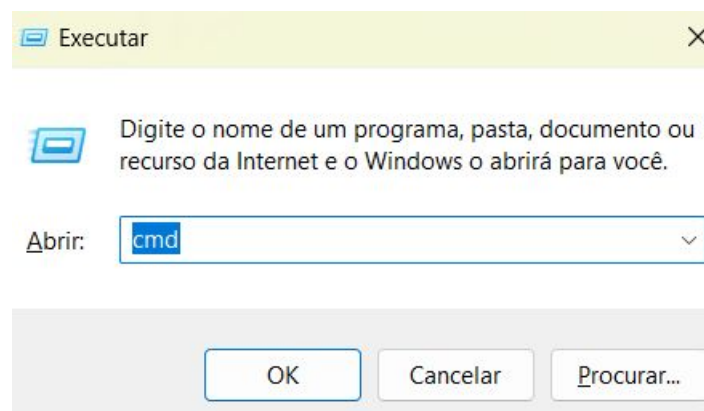 Executar
Digite o nome de um programa, pasta, documento ou
recurso da Internet e o Windows o abrirá para você.
Abrir: cmd
OK Cancelar Procurar...